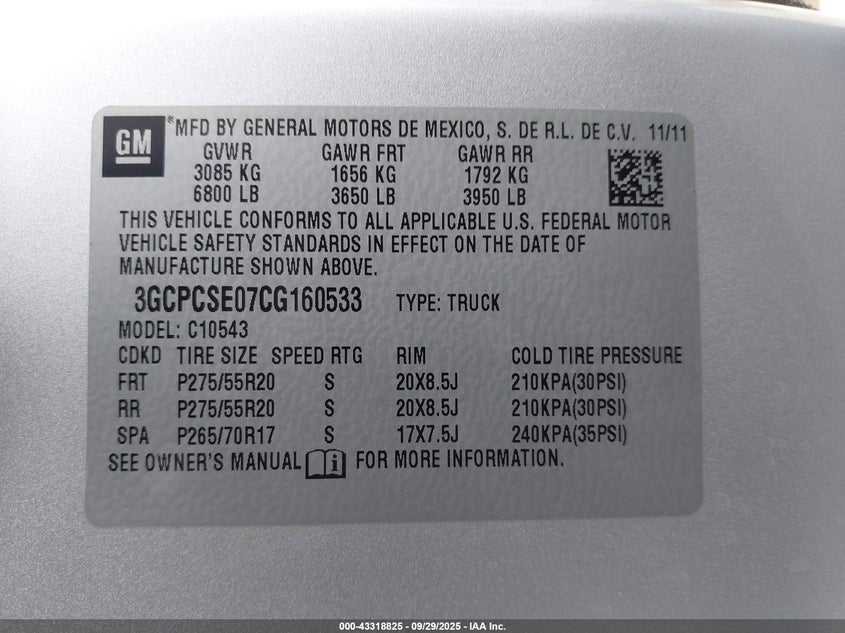 GM
®MFD BY GENERAL MOTORS DE MEXICO, S. DE R.L. DE C.V. 11/11
GVWR GAWR FRT GAWR RR
3085 KG 1656 KG 1792 KG
6800 LB 3650 LB 3950 LB
THIS VEHICLE CONFORMS TO ALL APPLICABLE U.S. FEDERAL MOTOR
VEHICLE SAFETY STANDARDS IN EFFECT ON THE DATE OF
MANUFACTURE SHOWN ABOVE.
3GCPCSE07CG160533 TYPE: TRUCK
MODEL: C10543
CDKD TIRE SIZE SPEED RTG RIM COLD TIRE PRESSURE
FRT P275/55R20 S 20X8.5J 210KPA(30PSI)
RR P275/55R20 S 20X8.5J 210KPA(30PSI)
SPA P265/70R17 S 17X7.5J 240KPA(35PSI)
SEE OWNER'S MANUAL i FOR MORE INFORMATION.
000-43318825 - 09/29/2025 - IAA Inc.